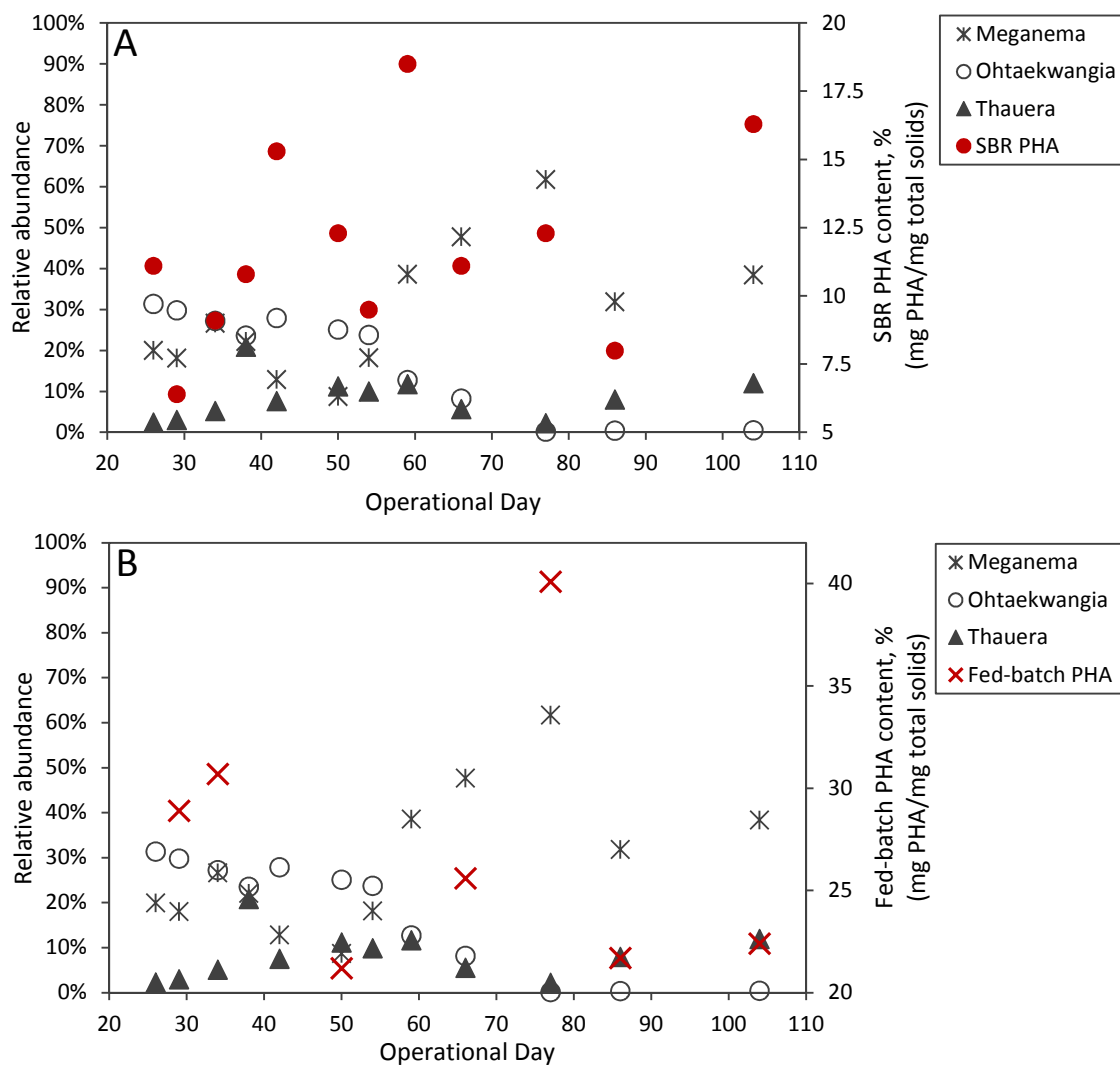 A
100%
90%
80%
70%
60%
50%
40%
30%
20%
10%
0%
Relative abundance
20 30 40 50 60 70 80 90 100 110
Operational Day
20
17.5
15
12.5
10
7.5
5
SBR PHA content, %
(mg PHA/mg total solids)
Meganema
Ohtaekwangia
Thauera
SBR PHA
B
100%
90%
80%
70%
60%
50%
40%
30%
20%
10%
0%
Relative abundance
20 30 40 50 60 70 80 90 100 110
Operational Day
40
35
30
25
20
Fed-batch PHA content, %
(mg PHA/mg total solids)
Meganema
Ohtaekwangia
Thauera
Fed-batch PHA